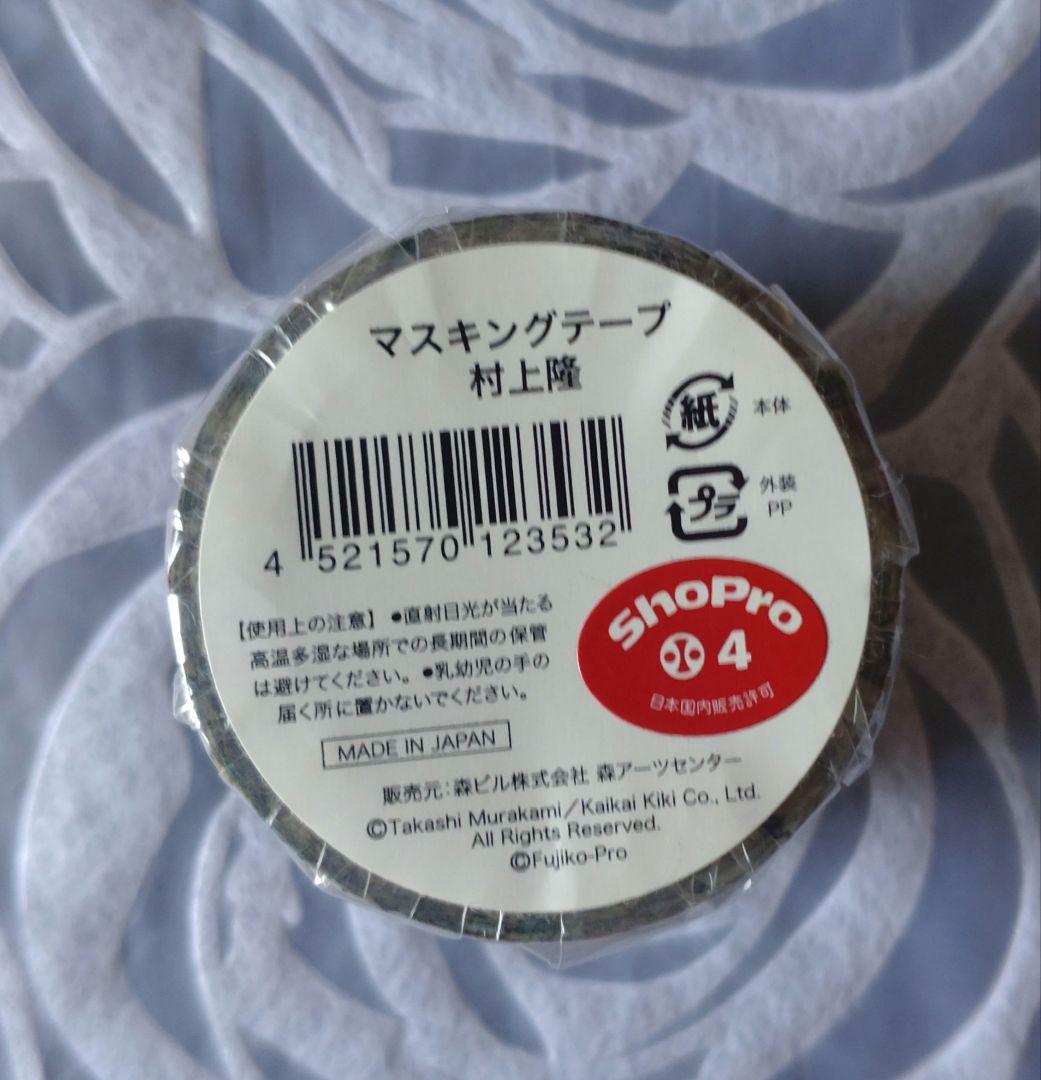 マスキングテープ
村上隆
紙 本体
プラ 外装
PP
4 521570 123532
【使用上の注意】●直射日光が当たる
高温多湿な場所での長期間の保管
は避けてください。●乳幼児の手の
届く所に置かないでください。
ShoPro
4
日本国内販売許可
MADE IN JAPAN
販売元：森ビル株式会社 森アーツセンター
©Takashi Murakami／Kaikai Kiki Co., Ltd.
All Rights Reserved.
©Fujiko-Pro